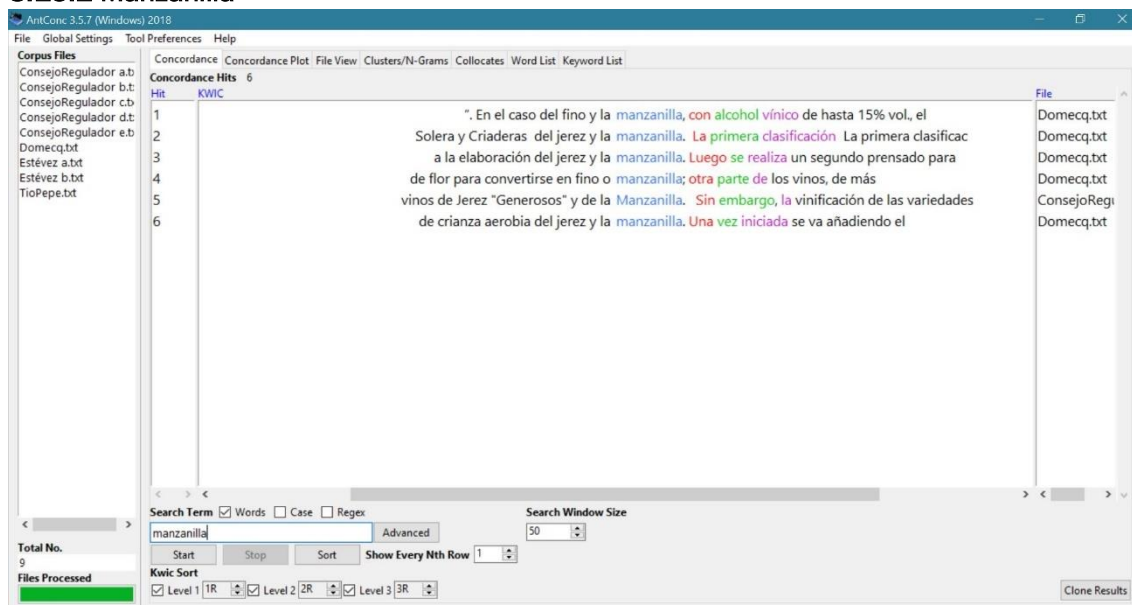 AntConc 3.5.7 (Windows) 2018
File Global Settings Tool Preferences Help
Corpus Files
ConsejoRegulador a.t
ConsejoRegulador b.t
ConsejoRegulador c.t
ConsejoRegulador d.t
ConsejoRegulador e.t
Domecq.txt
Estévez a.txt
Estévez b.txt
TioPepe.txt
Total No.
9
Files Processed
Concordance Concordance Plot File View Clusters/N-Grams Collocates Word List Keyword List
Concordance Hits 6
Hit KWIC File
1 ". En el caso del fino y la manzanilla, con alcohol vínico de hasta 15% vol., el Domecq.txt
2 Solera y Criaderas del jerez y la manzanilla. La primera clasificación La primera clasificac Domecq.txt
3 a la elaboración del jerez y la manzanilla. Luego se realiza un segundo prensado para Domecq.txt
4 de flor para convertirse en fino o manzanilla; otra parte de los vinos, de más Domecq.txt
5 vinos de Jerez "Generosos" y de la Manzanilla. Sin embargo, la vinificación de las variedades ConsejoRegu
6 de crianza aerobia del jerez y la manzanilla. Una vez iniciada se va añadiendo el Domecq.txt
Search Term Words Case Regex Search Window Size
manzanilla Advanced 50
Start Stop Sort Show Every Nth Row 1
Kwic Sort
Level 1 1R Level 2 2R Level 3 3R Clone Results